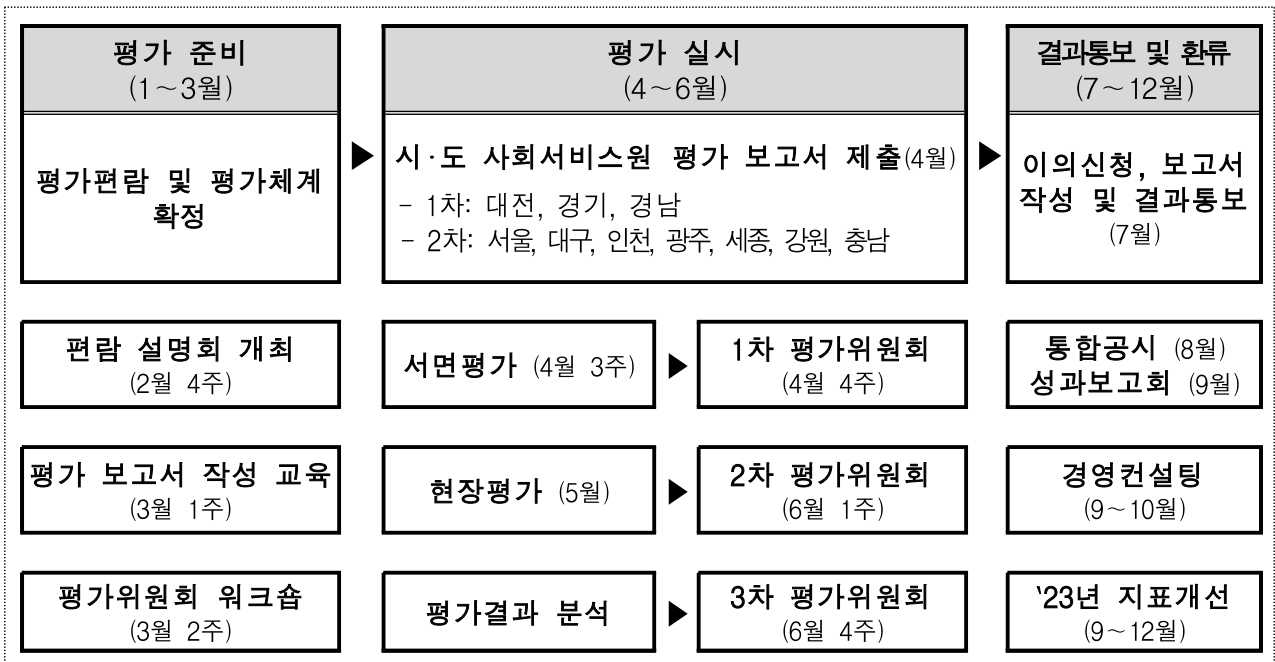 평가 준비
(1~3월)
평가편람 및 평가체계
확정
편람 설명회 개최
(2월 4주)
평가 보고서 작성 교육
(3월 1주)
평가위원회 워크숍
(3월 2주)
평가 실시
(4~6월)
시·도 사회서비스원 평가 보고서 제출(4월)
- 1차: 대전, 경기, 경남
- 2차: 서울, 대구, 인천, 광주, 세종, 강원, 충남
서면평가 (4월 3주)
1차 평가위원회
(4월 4주)
현장평가 (5월)
2차 평가위원회
(6월 1주)
평가결과 분석
3차 평가위원회
(6월 4주)
결과통보 및 환류
(7~12월)
이의신청, 보고서
작성 및 결과통보
(7월)
통합공시 (8월)
성과보고회 (9월)
경영컨설팅
(9~10월)
‘23년 지표개선
(9~12월)